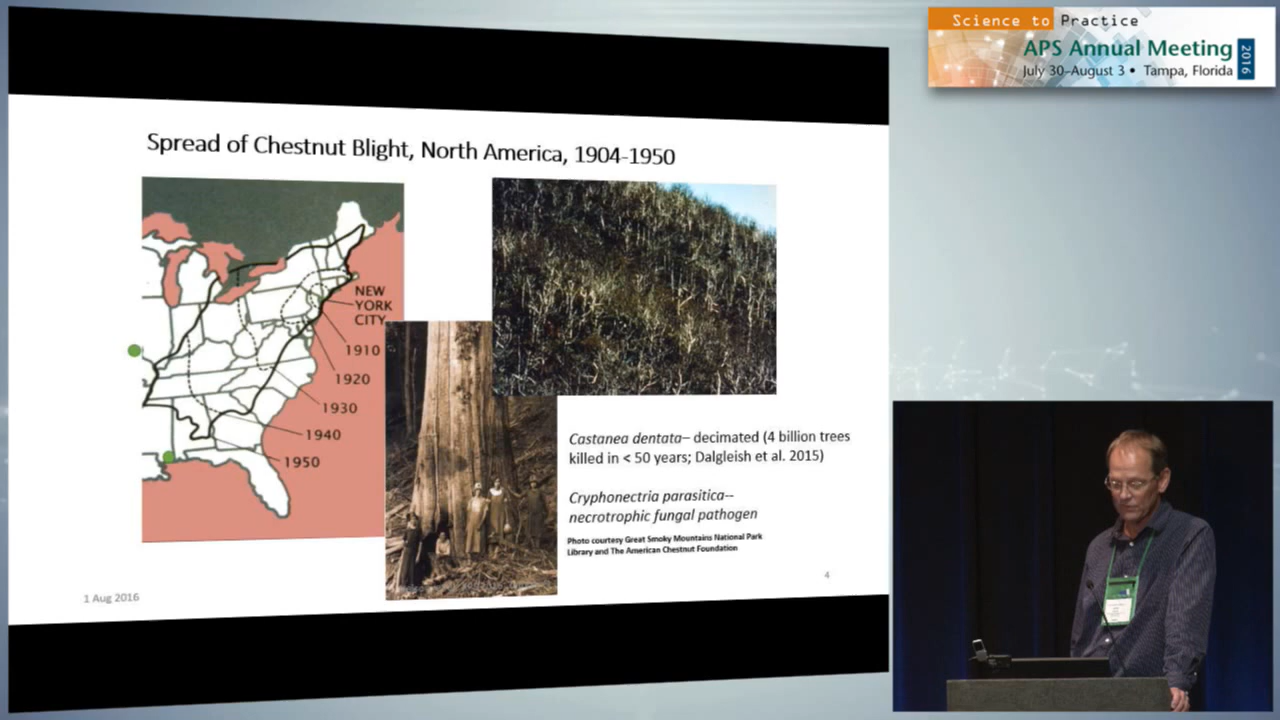 Science to Practice
APS Annual Meeting
2016
July 30–August 3 • Tampa, Florida
Spread of Chestnut Blight, North America, 1904-1950
NEW
YORK
CITY
1910
1920
1930
1940
1950
Castanea dentata– decimated (4 billion trees
killed in < 50 years; Dalgleish et al. 2015)
Cryphonectria parasitica--
necrotrophic fungal pathogen
Photo courtesy Great Smoky Mountains National Park
Library and The American Chestnut Foundation
1 Aug 2016
4